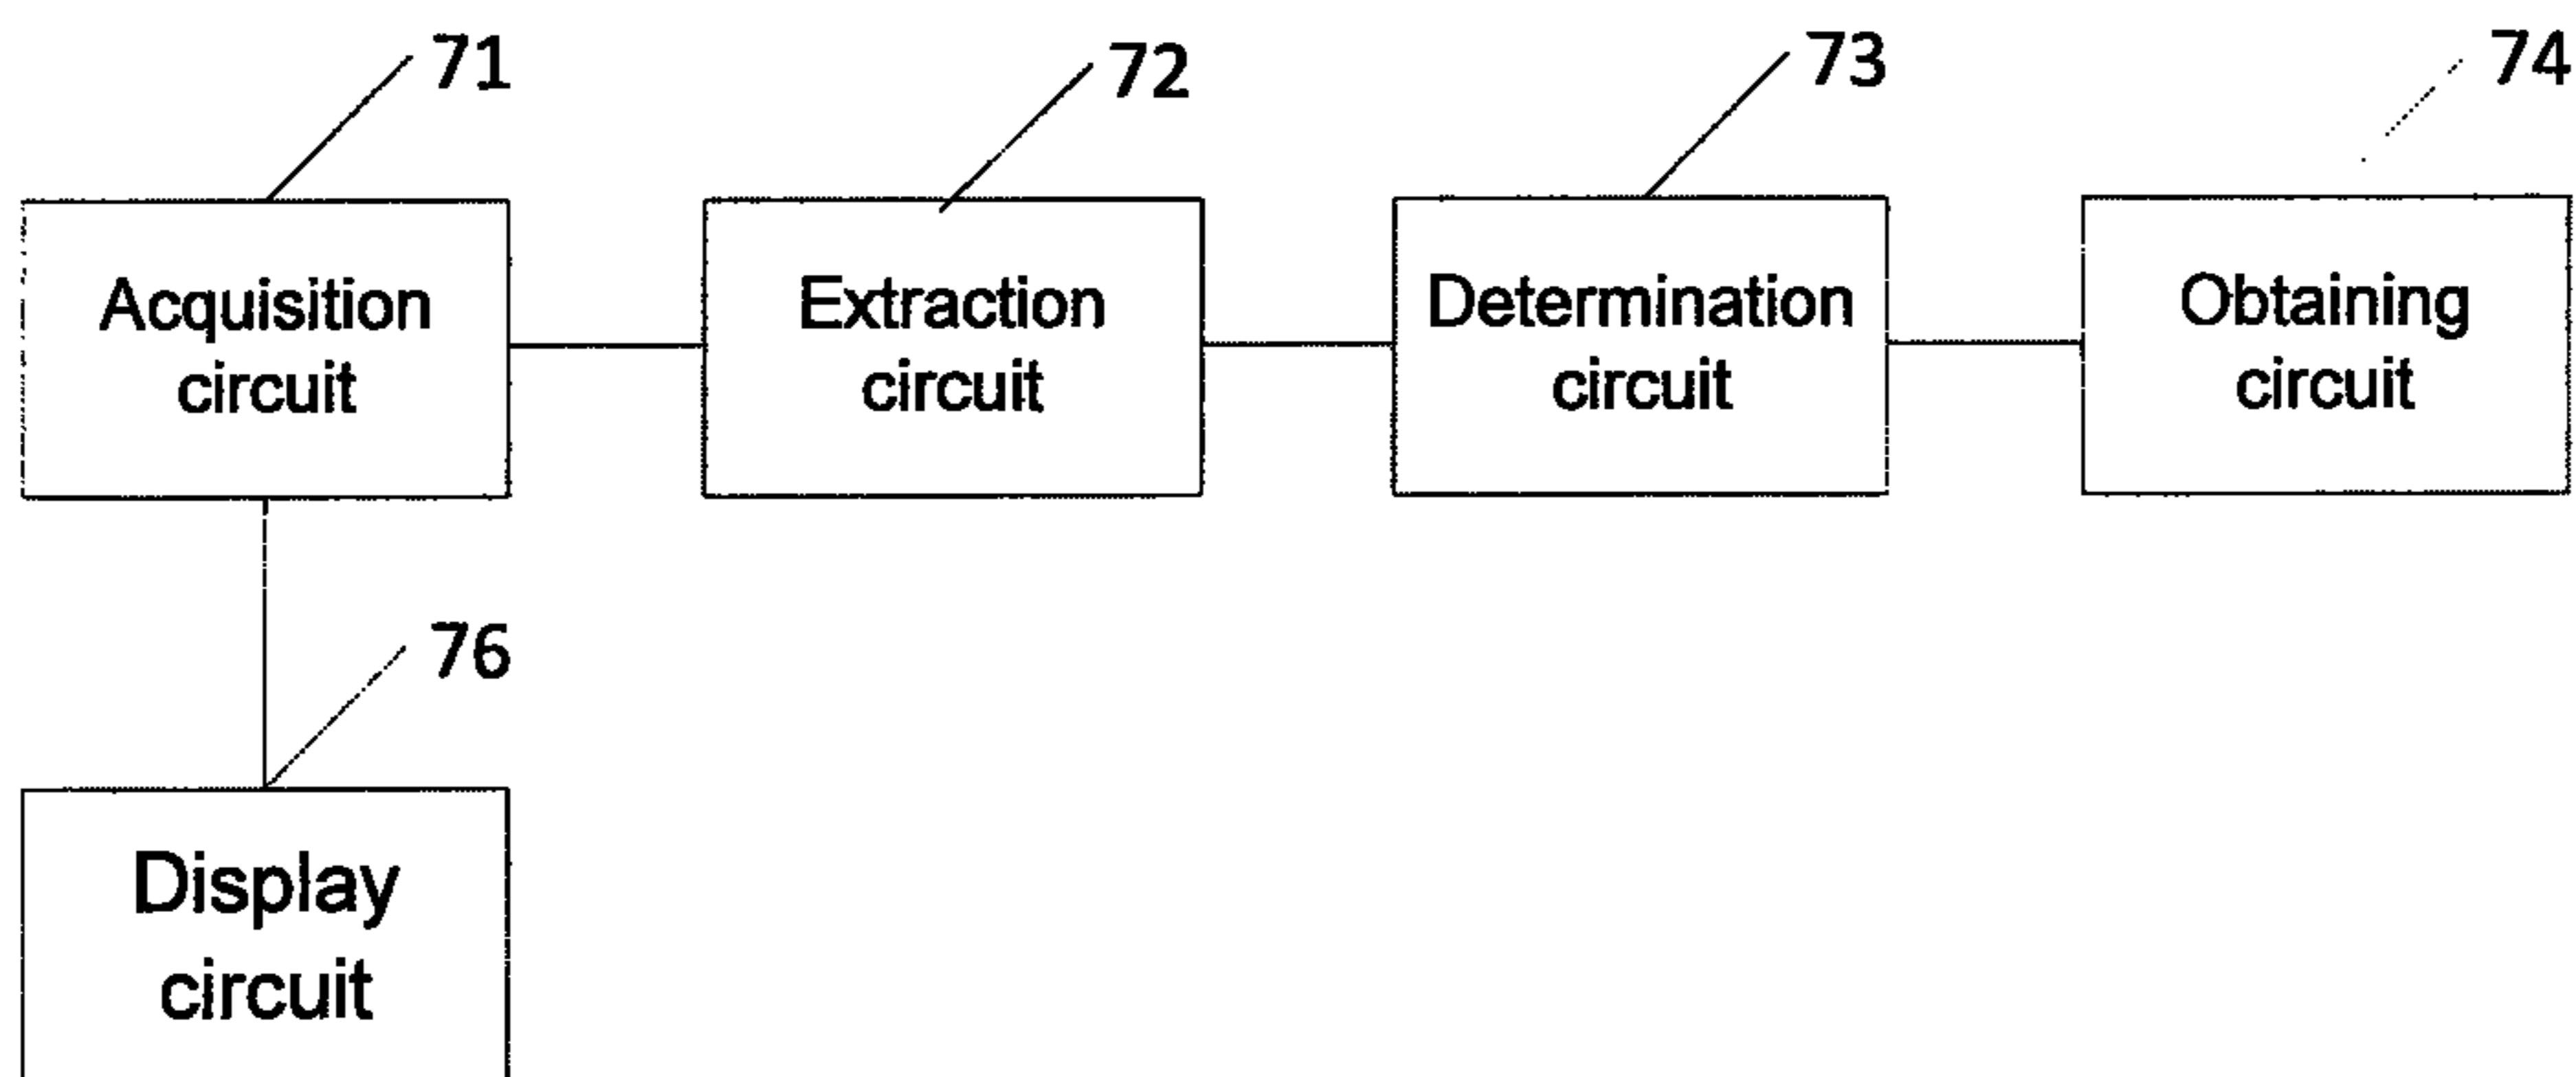 71
72
73
74
Acquisition
circuit
Extraction
circuit
Determination
circuit
Obtaining
circuit
76
Display
circuit